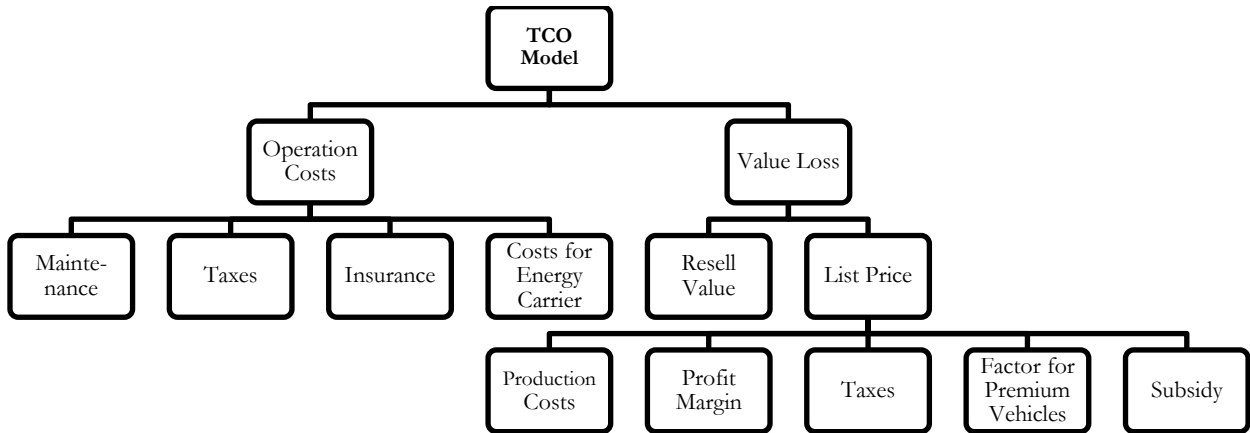 TCO
Model
Operation
Costs
Value Loss
Mainte-
nance
Taxes
Insurance
Costs for
Energy
Carrier
Resell
Value
List Price
Production
Costs
Profit
Margin
Taxes
Factor for
Premium
Vehicles
Subsidy